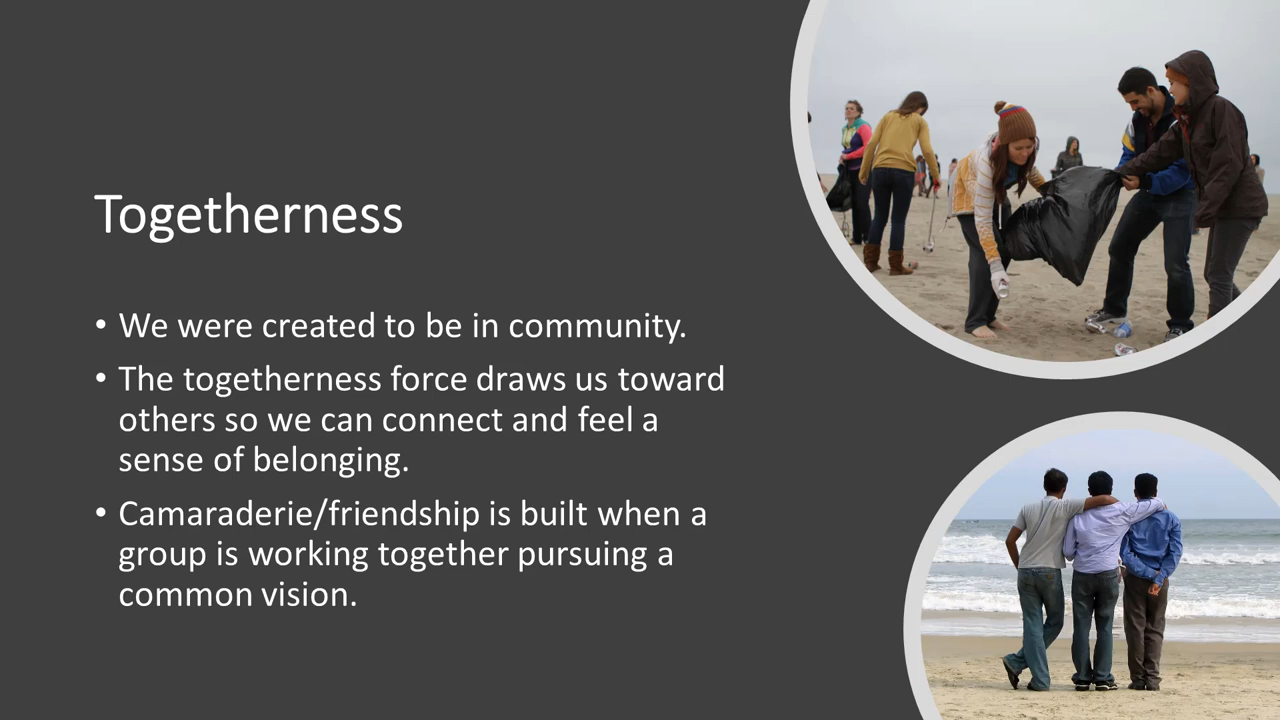 Togetherness
• We were created to be in community.
• The togetherness force draws us toward
others so we can connect and feel a
sense of belonging.
• Camaraderie/friendship is built when a
group is working together pursuing a
common vision.